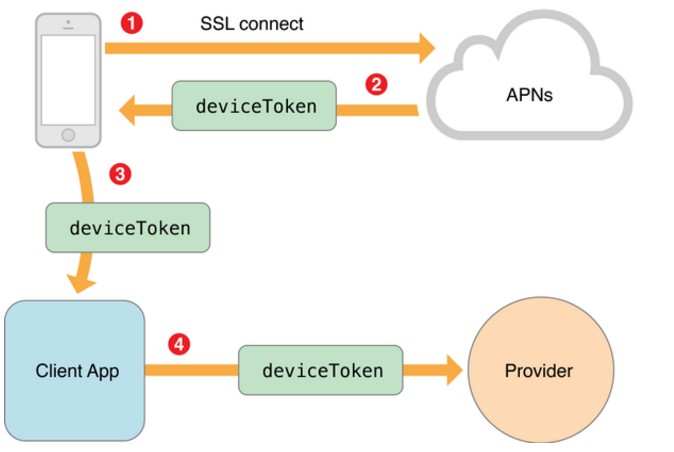 1
SSL connect
APNs
2
deviceToken
3
deviceToken
Client App
4
deviceToken
Provider